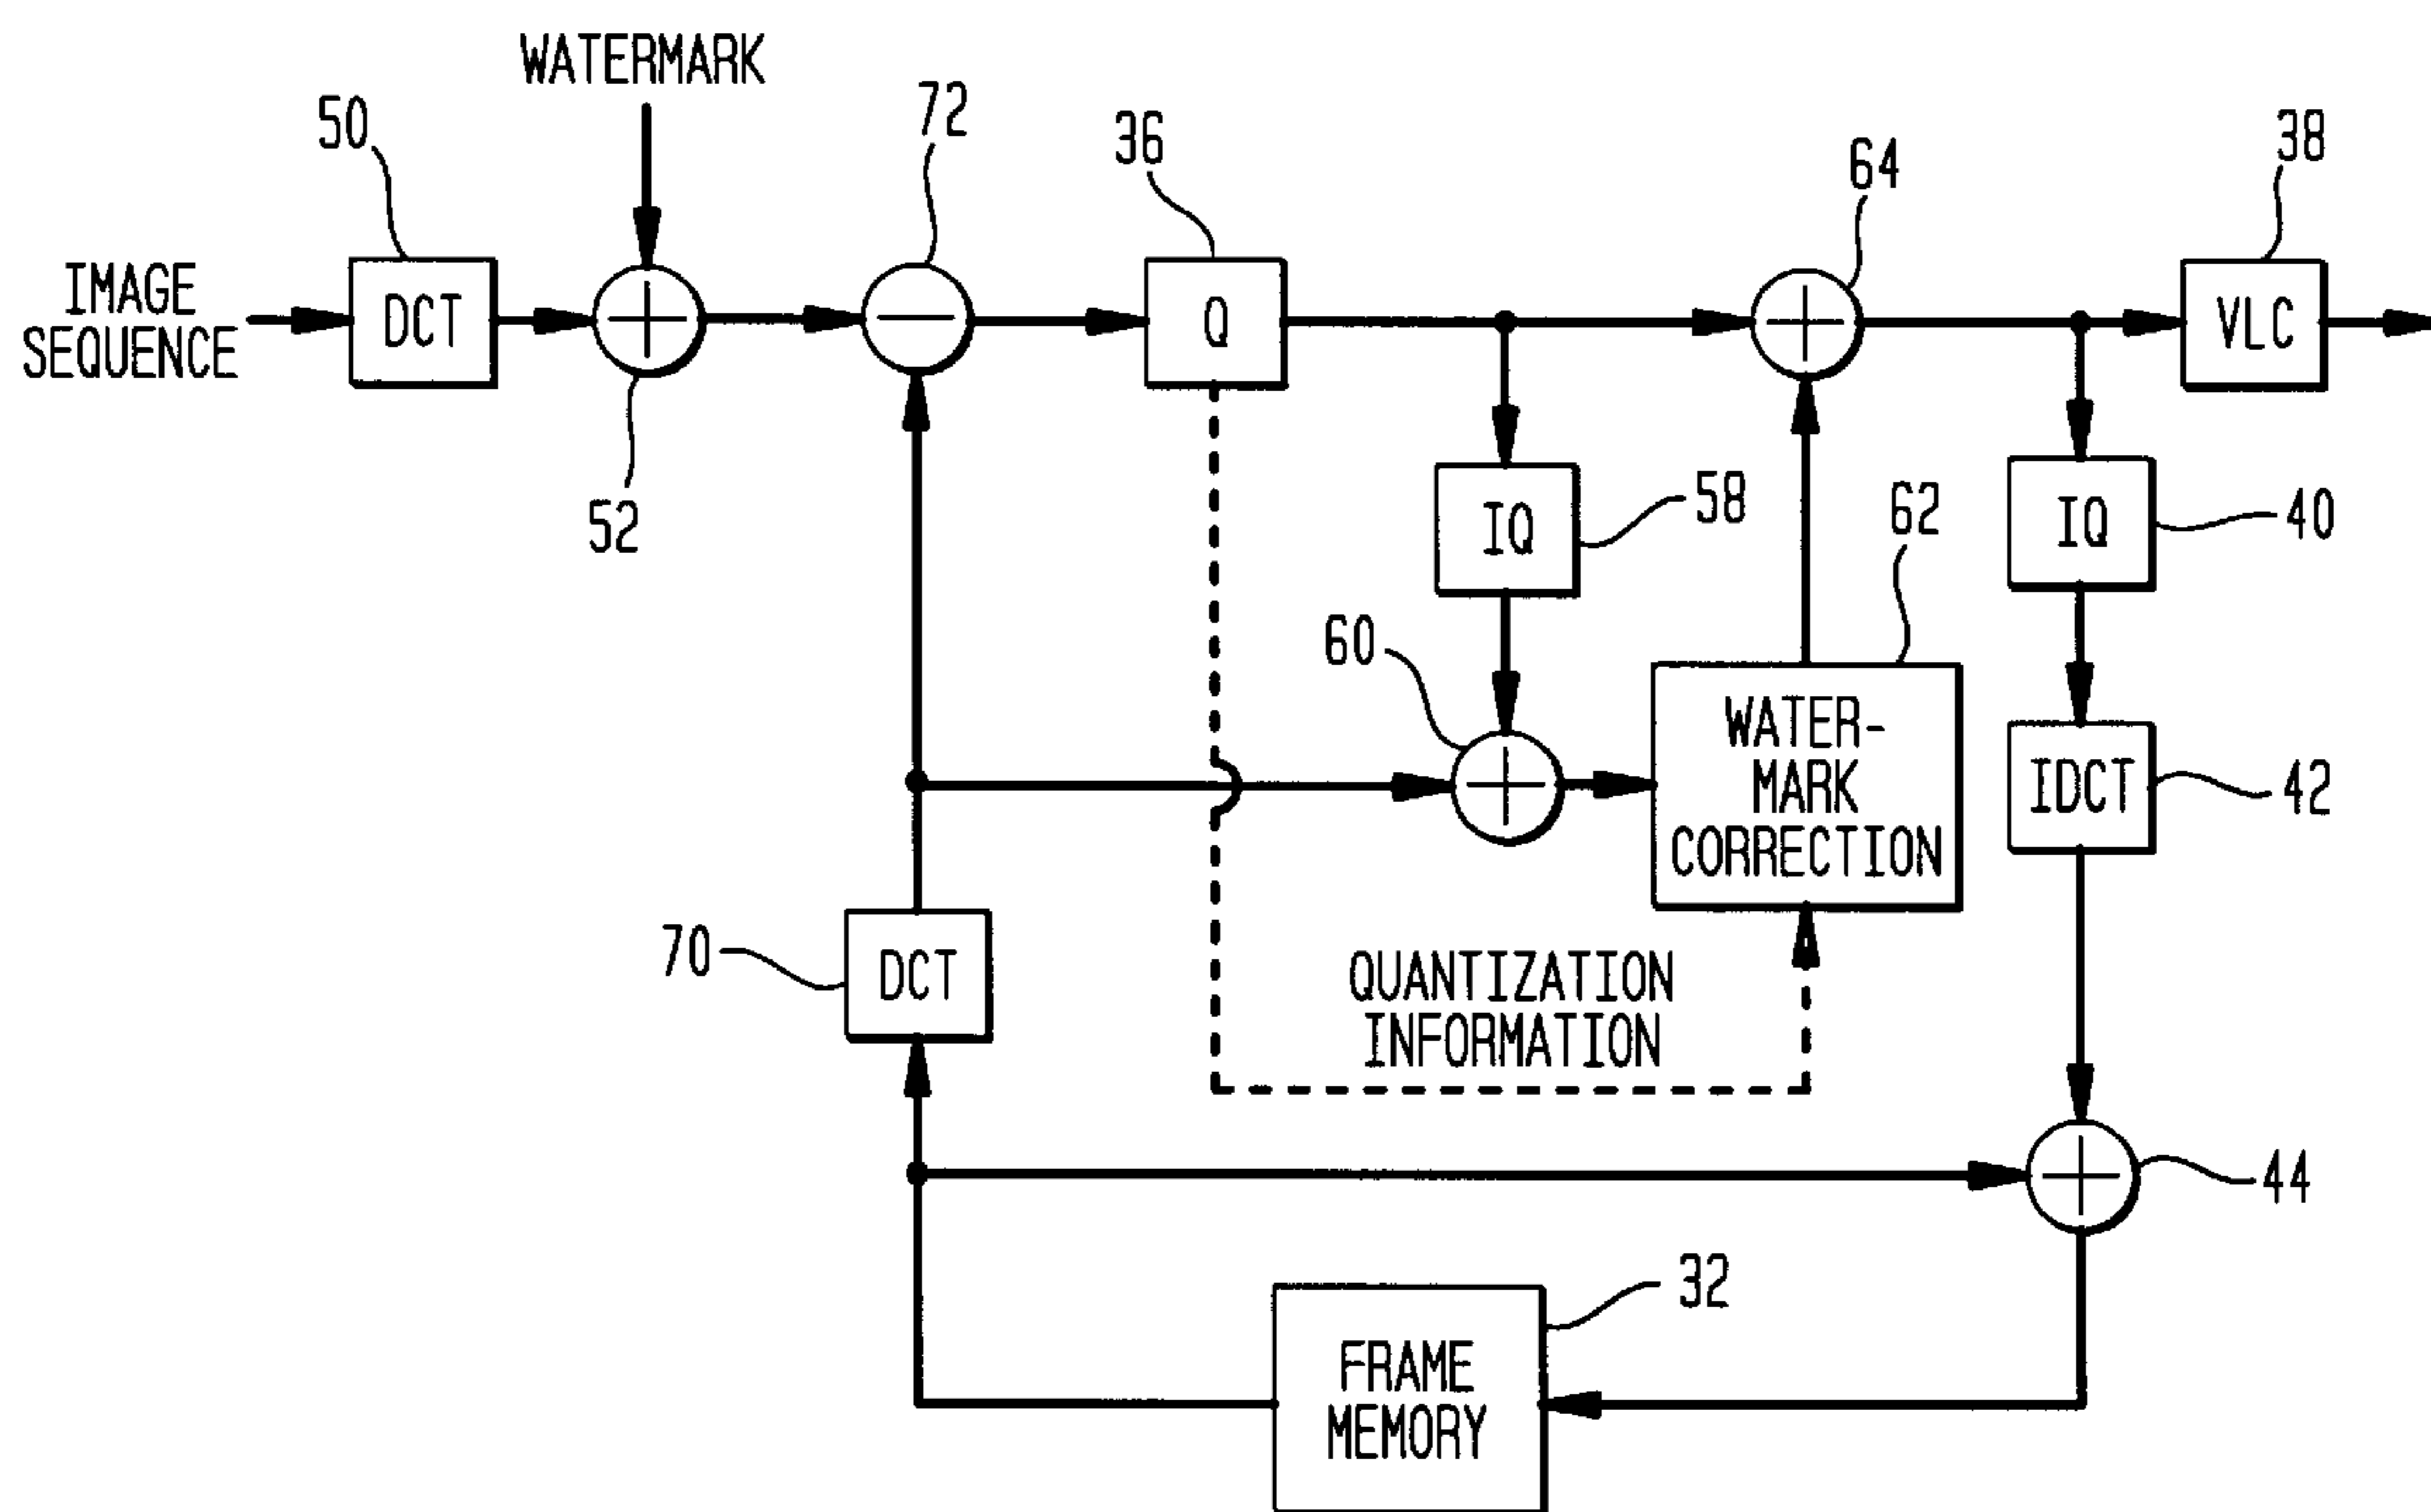 WATERMARK
50
72
36
64
38
IMAGE
SEQUENCE
DCT
Q
VLC
52
IQ
58
62
IQ
40
60
WATER-
MARK
CORRECTION
IDCT
42
70
DCT
QUANTIZATION
INFORMATION
44
32
FRAME
MEMORY